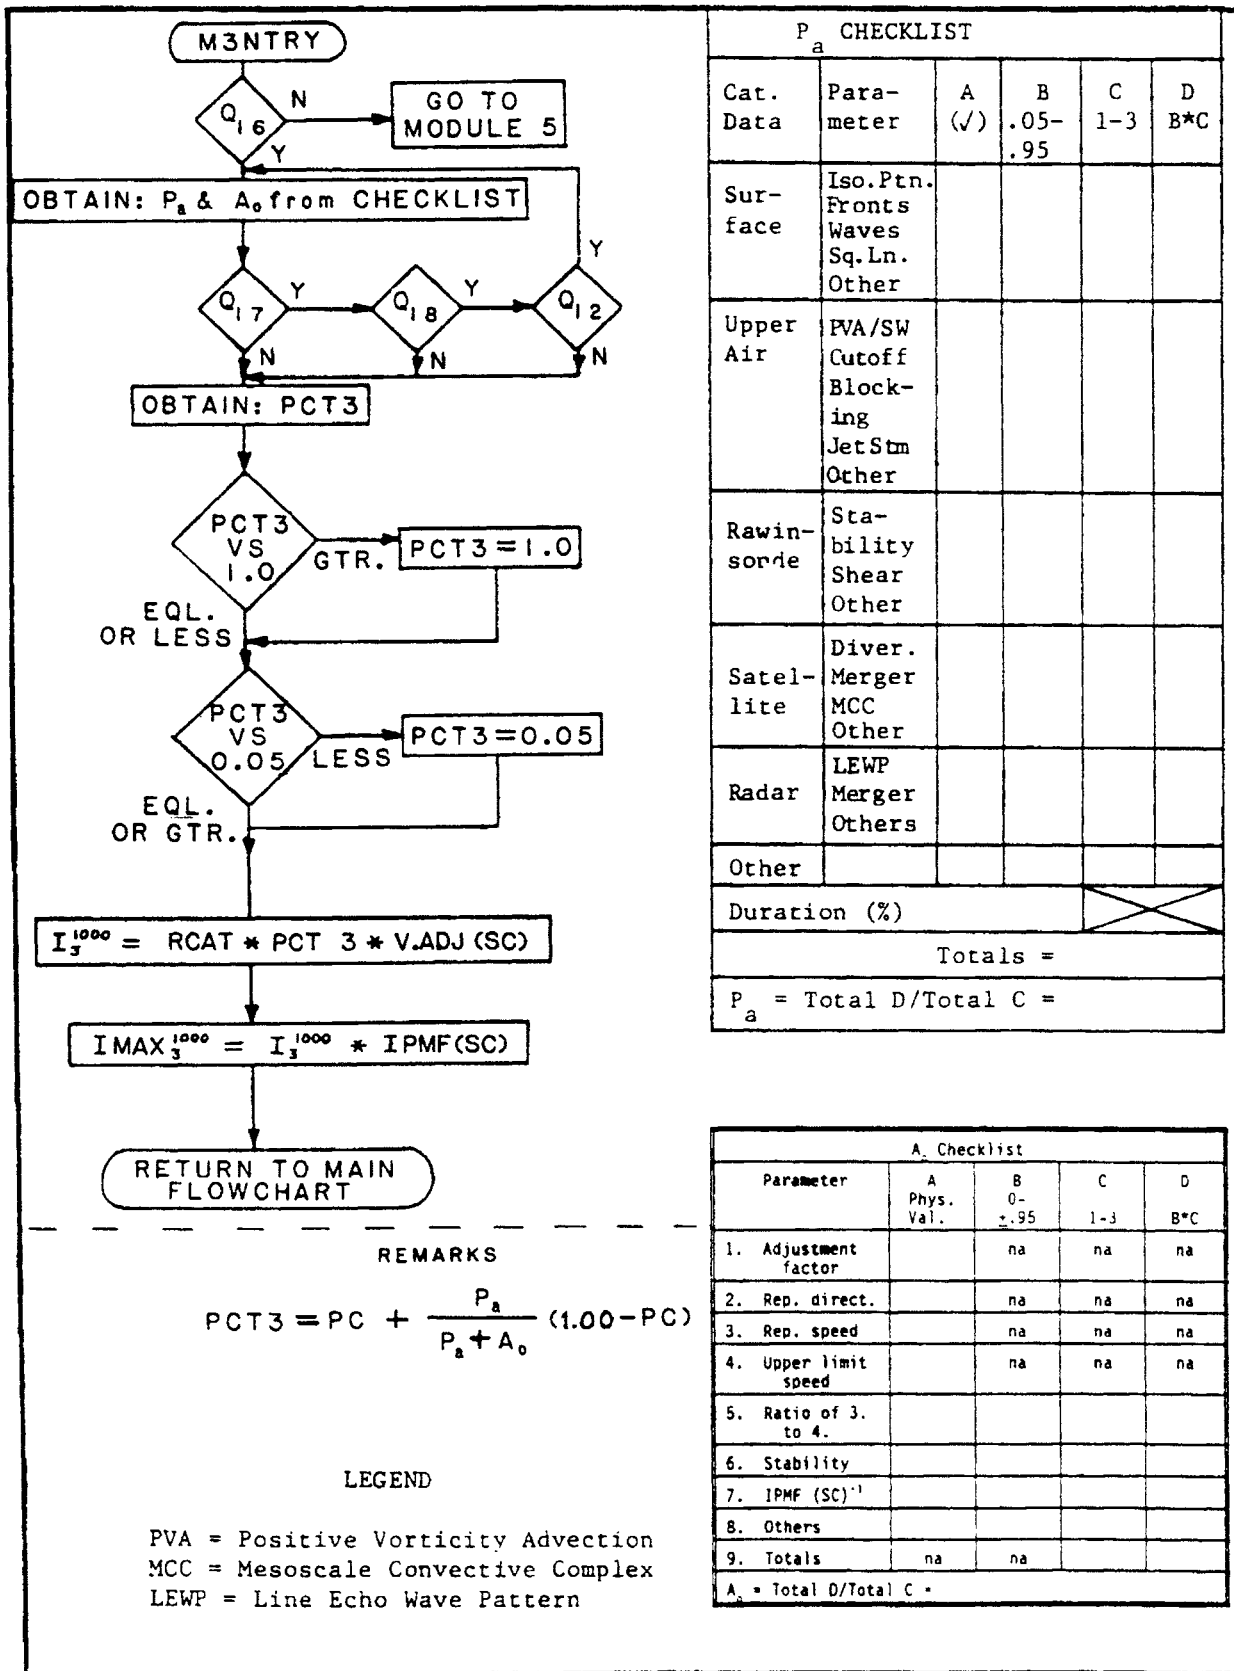 M3NTRY
Q16
N
GO TO
MODULE 5
Y
OBTAIN: Pa & Ao from CHECKLIST
Y
Q17
Y
Q18
Y
Q12
N
N
N
OBTAIN: PCT3
PCT3
VS
1.0
GTR.
PCT3=1.0
EQL.
OR LESS
PCT3
VS
0.05
LESS
PCT3=0.05
EQL.
OR GTR.
I₃¹⁰⁰⁰ = RCAT * PCT 3 * V.ADJ (SC)
IMAX₃¹⁰⁰⁰ = I₃¹⁰⁰⁰ * IPMF(SC)
RETURN TO MAIN
FLOWCHART
REMARKS
PCT3 = PC + Pa / (Pa + Ao) (1.00-PC)
LEGEND
PVA = Positive Vorticity Advection
MCC = Mesoscale Convective Complex
LEWP = Line Echo Wave Pattern
Pa CHECKLIST
Cat. Para- A B C D
Data meter (√) .05- 1-3 B*C
.95
Sur-
face
Iso.Ptn.
Fronts
Waves
Sq.Ln.
Other
Upper
Air
PVA/SW
Cutoff
Block-
ing
JetStm
Other
Rawin-
sonde
Sta-
bility
Shear
Other
Satel-
lite
Diver.
Merger
MCC
Other
Radar
LEWP
Merger
Others
Other
Duration (%)
Totals =
Pa = Total D/Total C =
Ao Checklist
Parameter A B C D
Phys. 0-
Val. ±.95 1-3 B*C
1. Adjustment na na na
factor
2. Rep. direct. na na na
3. Rep. speed na na na
4. Upper limit na na na
speed
5. Ratio of 3.
to 4.
6. Stability
7. IPMF (SC)⁻¹
8. Others
9. Totals na na
Ao = Total D/Total C =